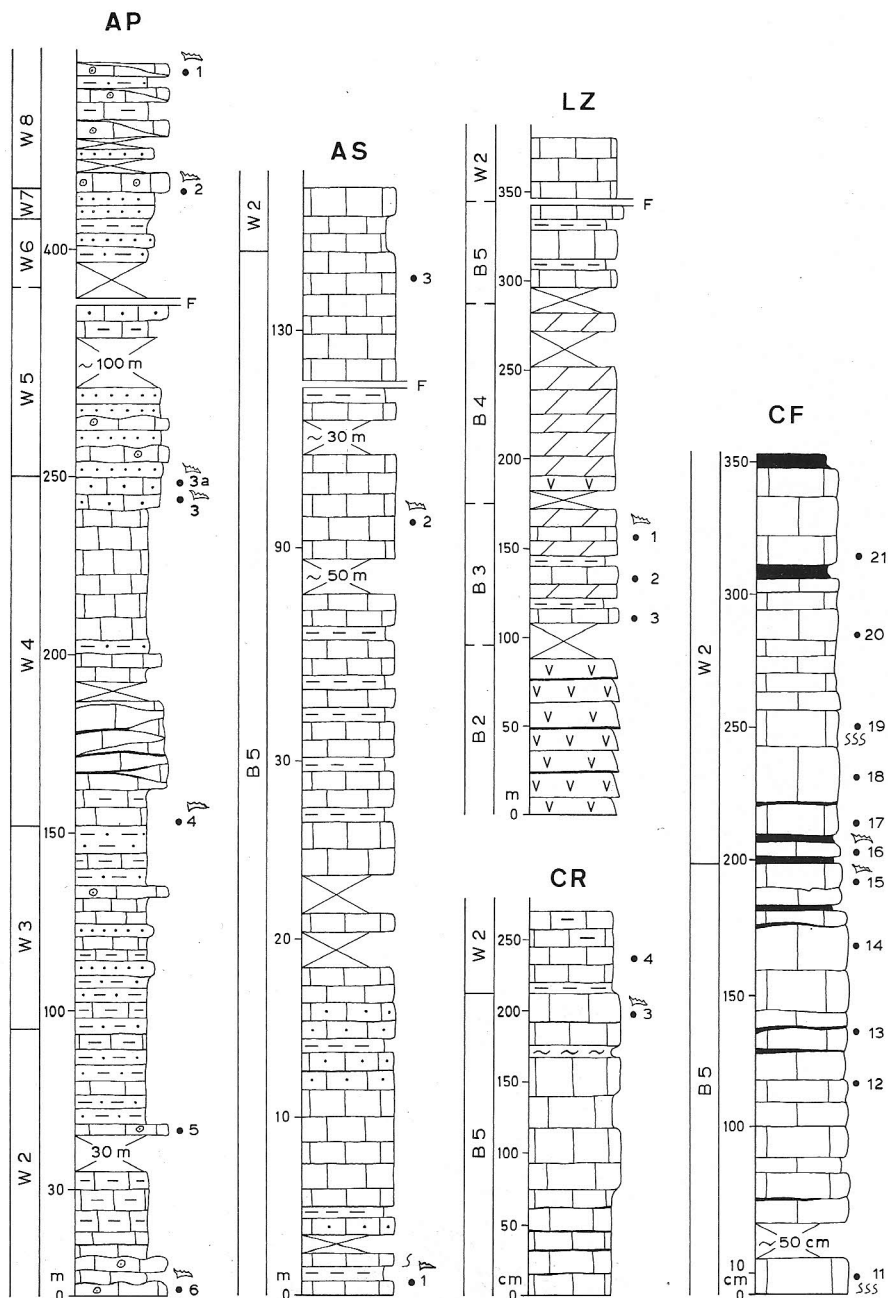 AP
W8
W7
W6
W5
W4
W3
W2
400
250
200
150
100
30
m
0
F
~ 100 m
30 m
1
2
3a
3
4
5
6
AS
W2
B5
130
90
30
20
10
m
0
F
~ 30 m
~ 50 m
3
2
1
LZ
W2
B5
B4
B3
B2
350
300
250
200
150
100
50
m
0
F
1
2
3
CR
W2
B5
250
200
150
100
50
cm
0
4
3
CF
W2
B5
350
300
250
200
150
100
10
cm
0
~ 50 cm
21
20
19
SSS
18
17
16
15
14
13
12
11
SSS